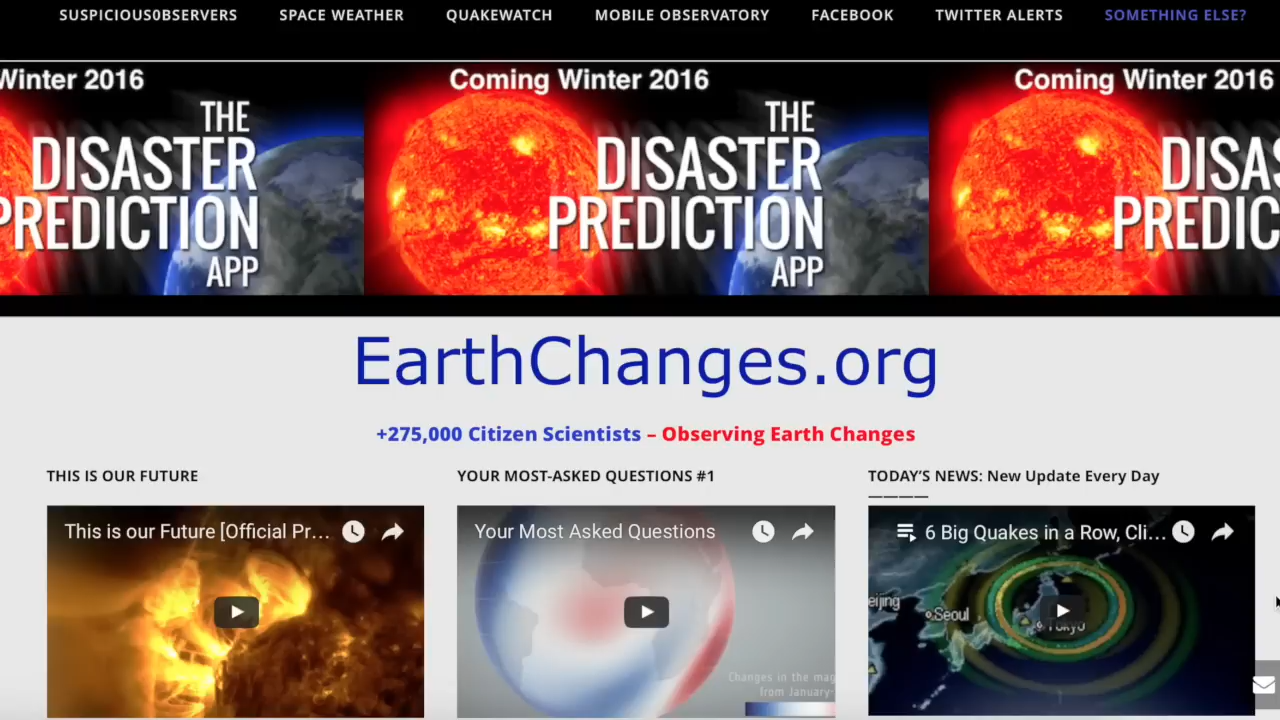 SUSPICIOUS0BSERVERS SPACE WEATHER QUAKEWATCH MOBILE OBSERVATORY FACEBOOK TWITTER ALERTS SOMETHING ELSE?
Winter 2016 Coming Winter 2016 Coming Winter 2016
THE THE
DISASTER DISASTER DISAS
PREDICTION PREDICTION PREDIC
APP APP
EarthChanges.org
+275,000 Citizen Scientists – Observing Earth Changes
THIS IS OUR FUTURE
YOUR MOST-ASKED QUESTIONS #1
TODAY'S NEWS: New Update Every Day
This is our Future [Official Pr...
Your Most Asked Questions
6 Big Quakes in a Row, Cli...
Changes in the mag
from January-
eijing
Seoul
Tokyo